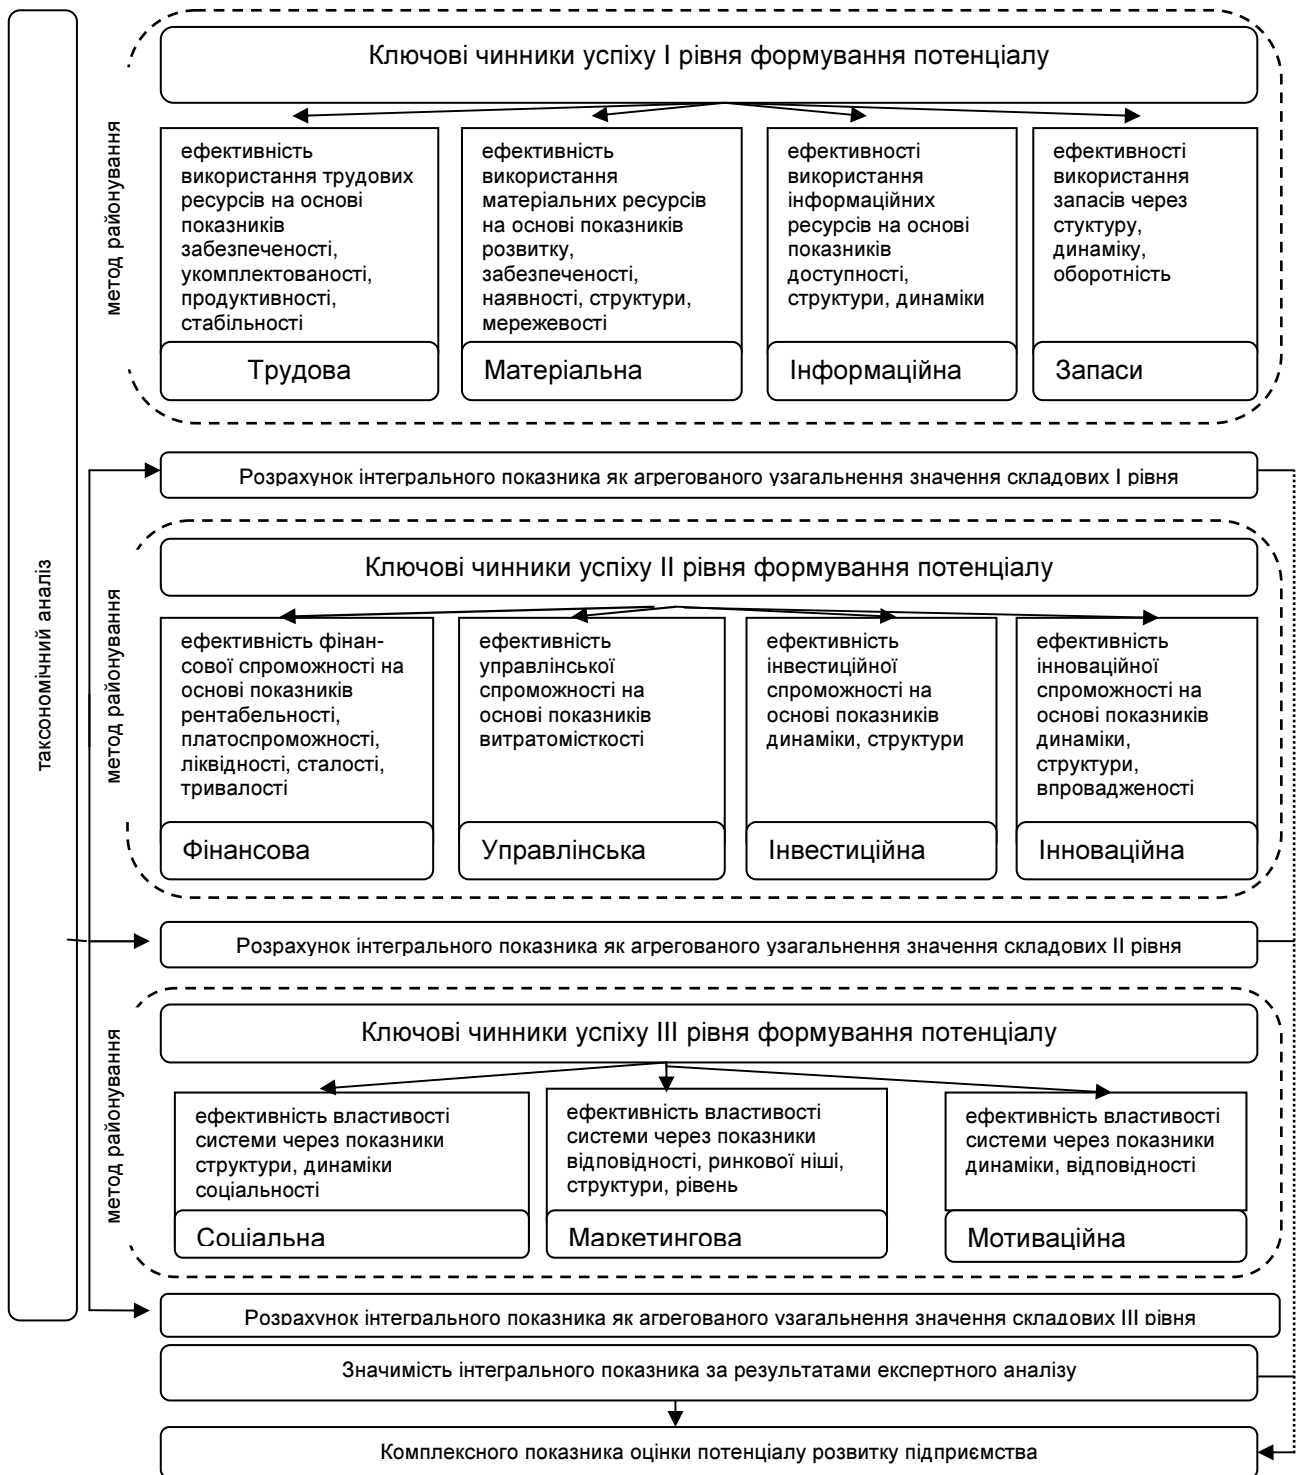 таксономічний аналіз
метод районування
Ключові чинники успіху І рівня формування потенціалу
ефективність
використання трудових
ресурсів на основі
показників
забезпеченості,
укомплектованості,
продуктивності,
стабільності
Трудова
ефективність
використання
матеріальних ресурсів
на основі показників
розвитку,
забезпеченості,
наявності, структури,
мережевості
Матеріальна
ефективності
використання
інформаційних
ресурсів на основі
показників
доступності,
структури, динаміки
Інформаційна
ефективності
використання
запасів через
стуктуру,
динаміку,
оборотність
Запаси
Розрахунок інтегрального показника як агрегованого узагальнення значення складових І рівня
метод районування
Ключові чинники успіху ІІ рівня формування потенціалу
ефективність фінан-
сової спроможності на
основі показників
рентабельності,
платоспроможності,
ліквідності, сталості,
тривалості
Фінансова
ефективність
управлінської
спроможності на
основі показників
витратомісткості
Управлінська
ефективність
інвестиційної
спроможності на
основі показників
динаміки, структури
Інвестиційна
ефективність
інноваційної
спроможності на
основі показників
динаміки,
структури,
впровадженості
Інноваційна
Розрахунок інтегрального показника як агрегованого узагальнення значення складових ІІ рівня
метод районування
Ключові чинники успіху ІІІ рівня формування потенціалу
ефективність властивості
системи через показники
структури, динаміки
соціальності
Соціальна
ефективність властивості
системи через показники
відповідності, ринкової ніші,
структури, рівень
Маркетингова
ефективність властивості
системи через показники
динаміки, відповідності
Мотиваційна
Розрахунок інтегрального показника як агрегованого узагальнення значення складових ІІІ рівня
Значимість інтегрального показника за результатами експертного аналізу
Комплексного показника оцінки потенціалу розвитку підприємства